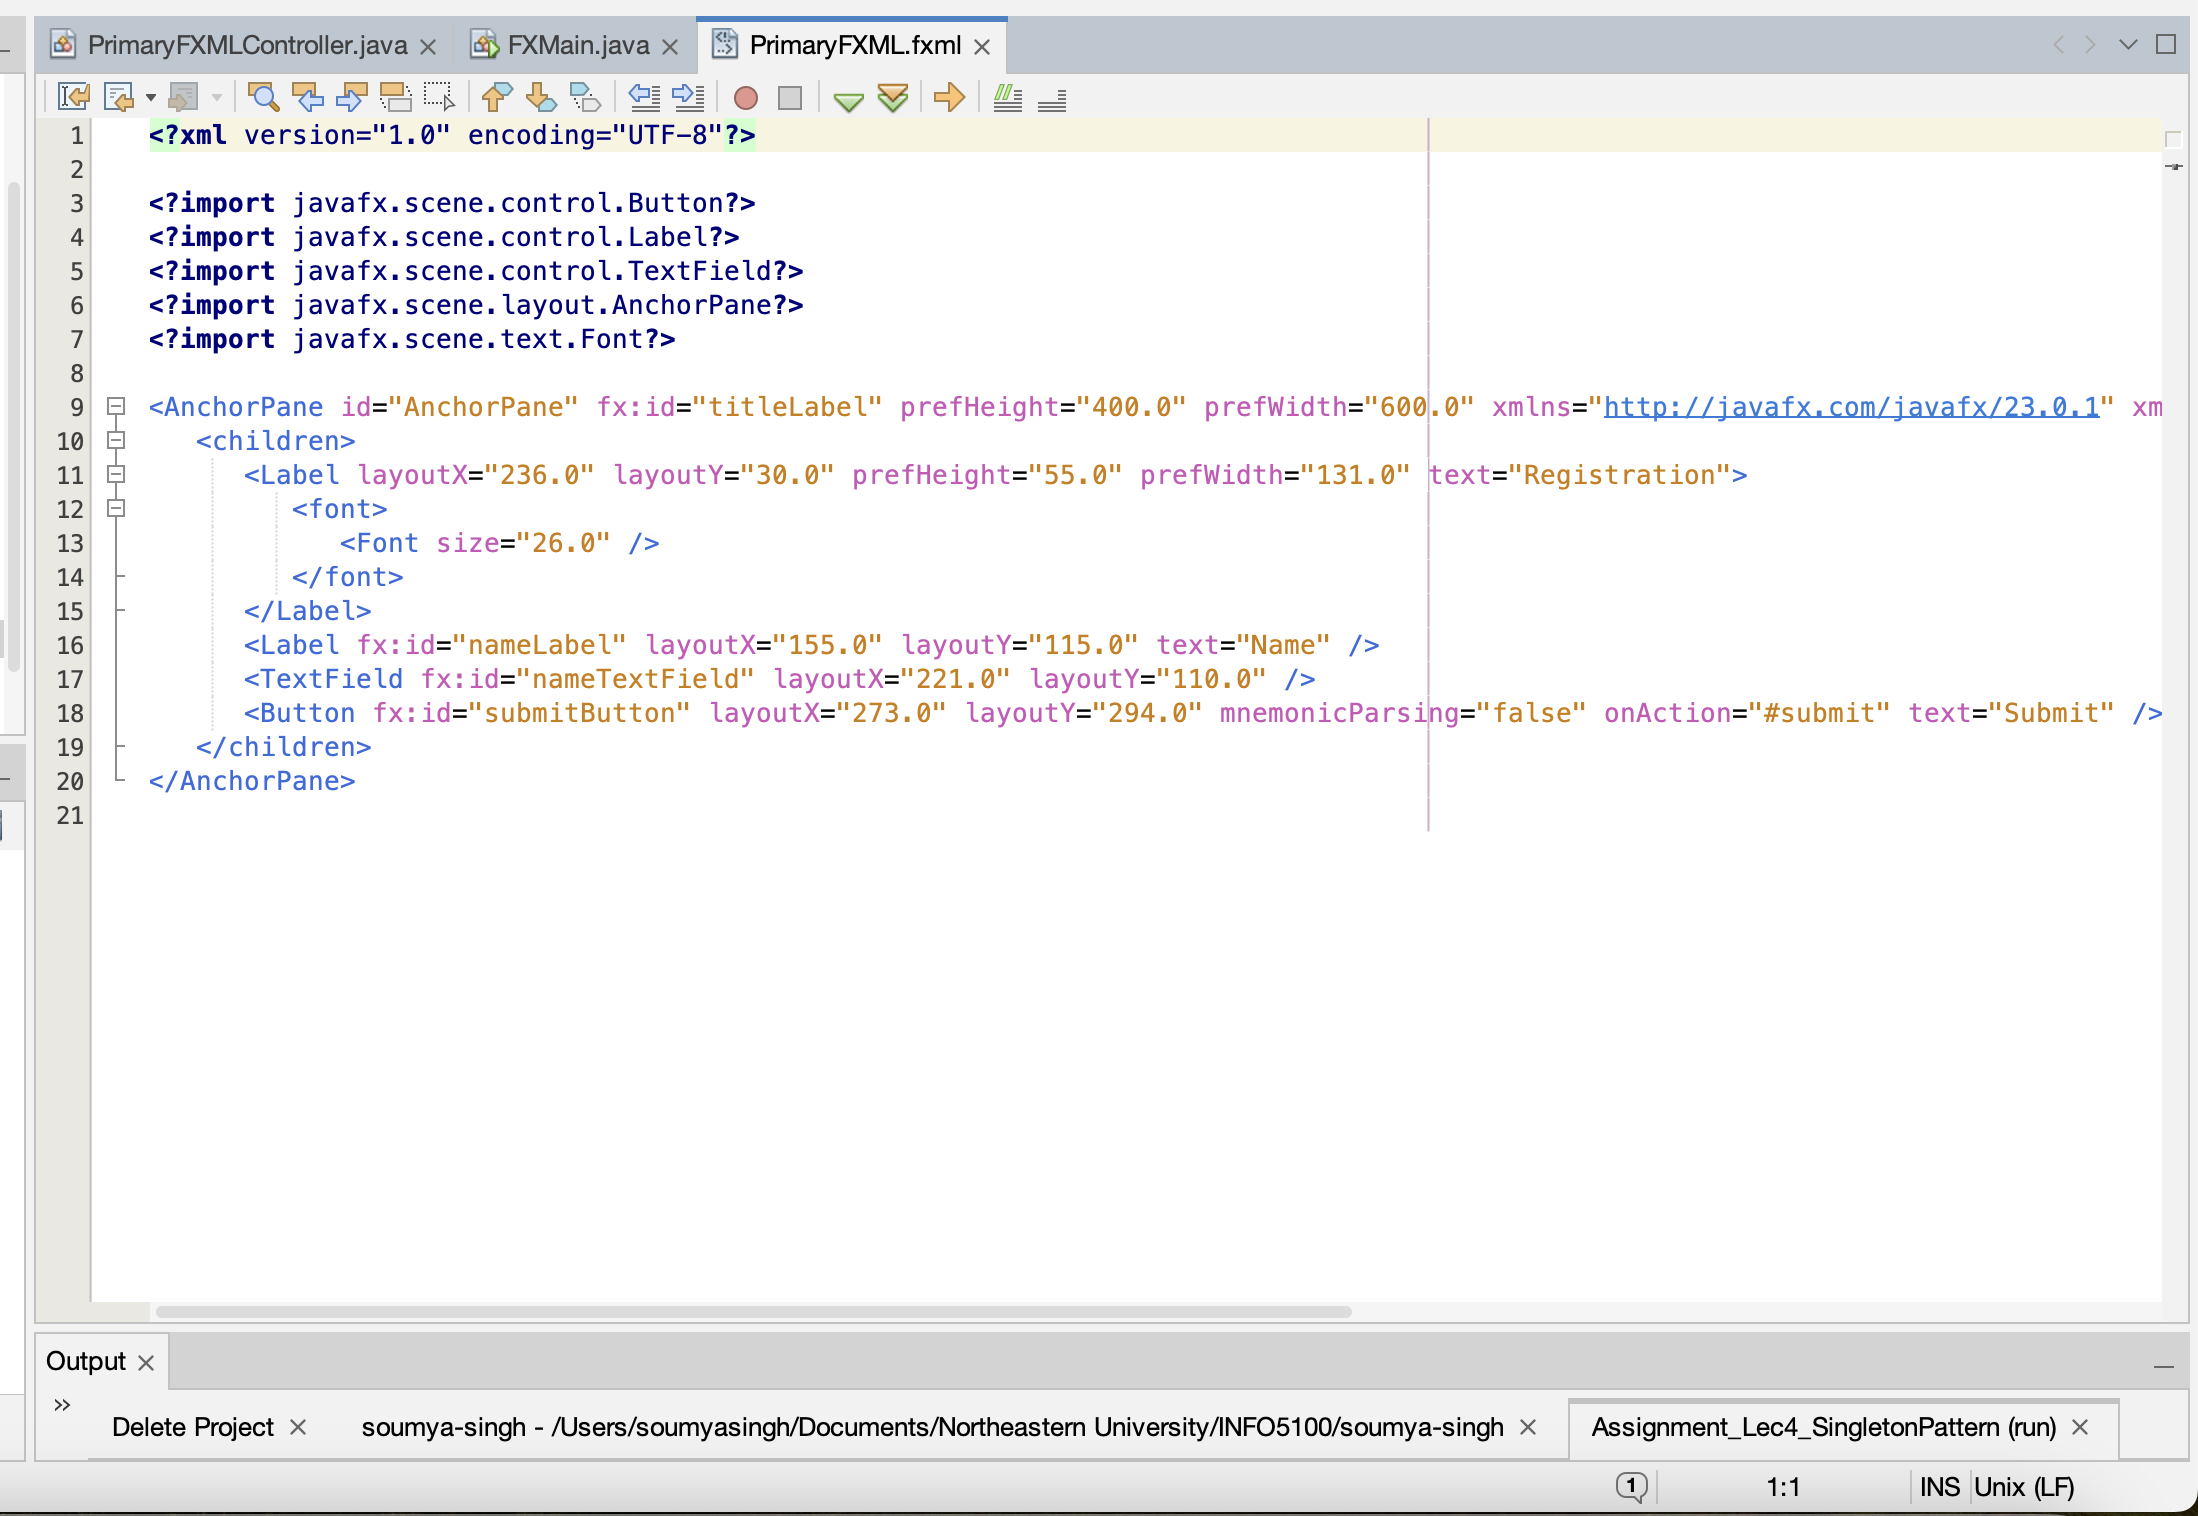 PrimaryFXMLController.java
FXMain.java
PrimaryFXML.fxml
1 <?xml version="1.0" encoding="UTF-8"?>
2
3 <?import javafx.scene.control.Button?>
4 <?import javafx.scene.control.Label?>
5 <?import javafx.scene.control.TextField?>
6 <?import javafx.scene.layout.AnchorPane?>
7 <?import javafx.scene.text.Font?>
8
9 <AnchorPane id="AnchorPane" fx:id="titleLabel" prefHeight="400.0" prefWidth="600.0" xmlns="http://javafx.com/javafx/23.0.1" xm
10 <children>
11 <Label layoutX="236.0" layoutY="30.0" prefHeight="55.0" prefWidth="131.0" text="Registration">
12 <font>
13 <Font size="26.0" />
14 </font>
15 </Label>
16 <Label fx:id="nameLabel" layoutX="155.0" layoutY="115.0" text="Name" />
17 <TextField fx:id="nameTextField" layoutX="221.0" layoutY="110.0" />
18 <Button fx:id="submitButton" layoutX="273.0" layoutY="294.0" mnemonicParsing="false" onAction="#submit" text="Submit" />
19 </children>
20 </AnchorPane>
21
Output
»
Delete Project
soumya-singh - /Users/soumyasingh/Documents/Northeastern University/INFO5100/soumya-singh
Assignment_Lec4_SingletonPattern (run)
1
1:1
INS
Unix (LF)